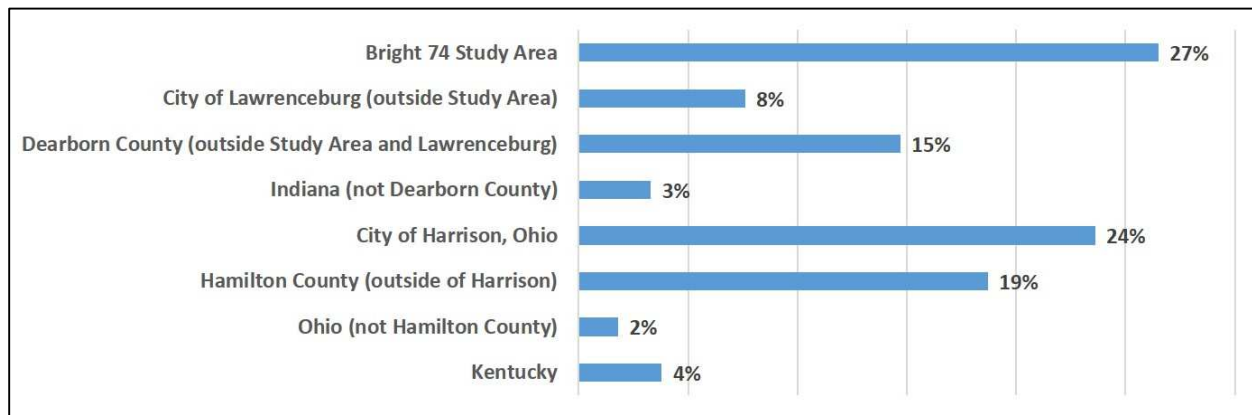 Bright 74 Study Area 27%
City of Lawrenceburg (outside Study Area) 8%
Dearborn County (outside Study Area and Lawrenceburg) 15%
Indiana (not Dearborn County) 3%
City of Harrison, Ohio 24%
Hamilton County (outside of Harrison) 19%
Ohio (not Hamilton County) 2%
Kentucky 4%